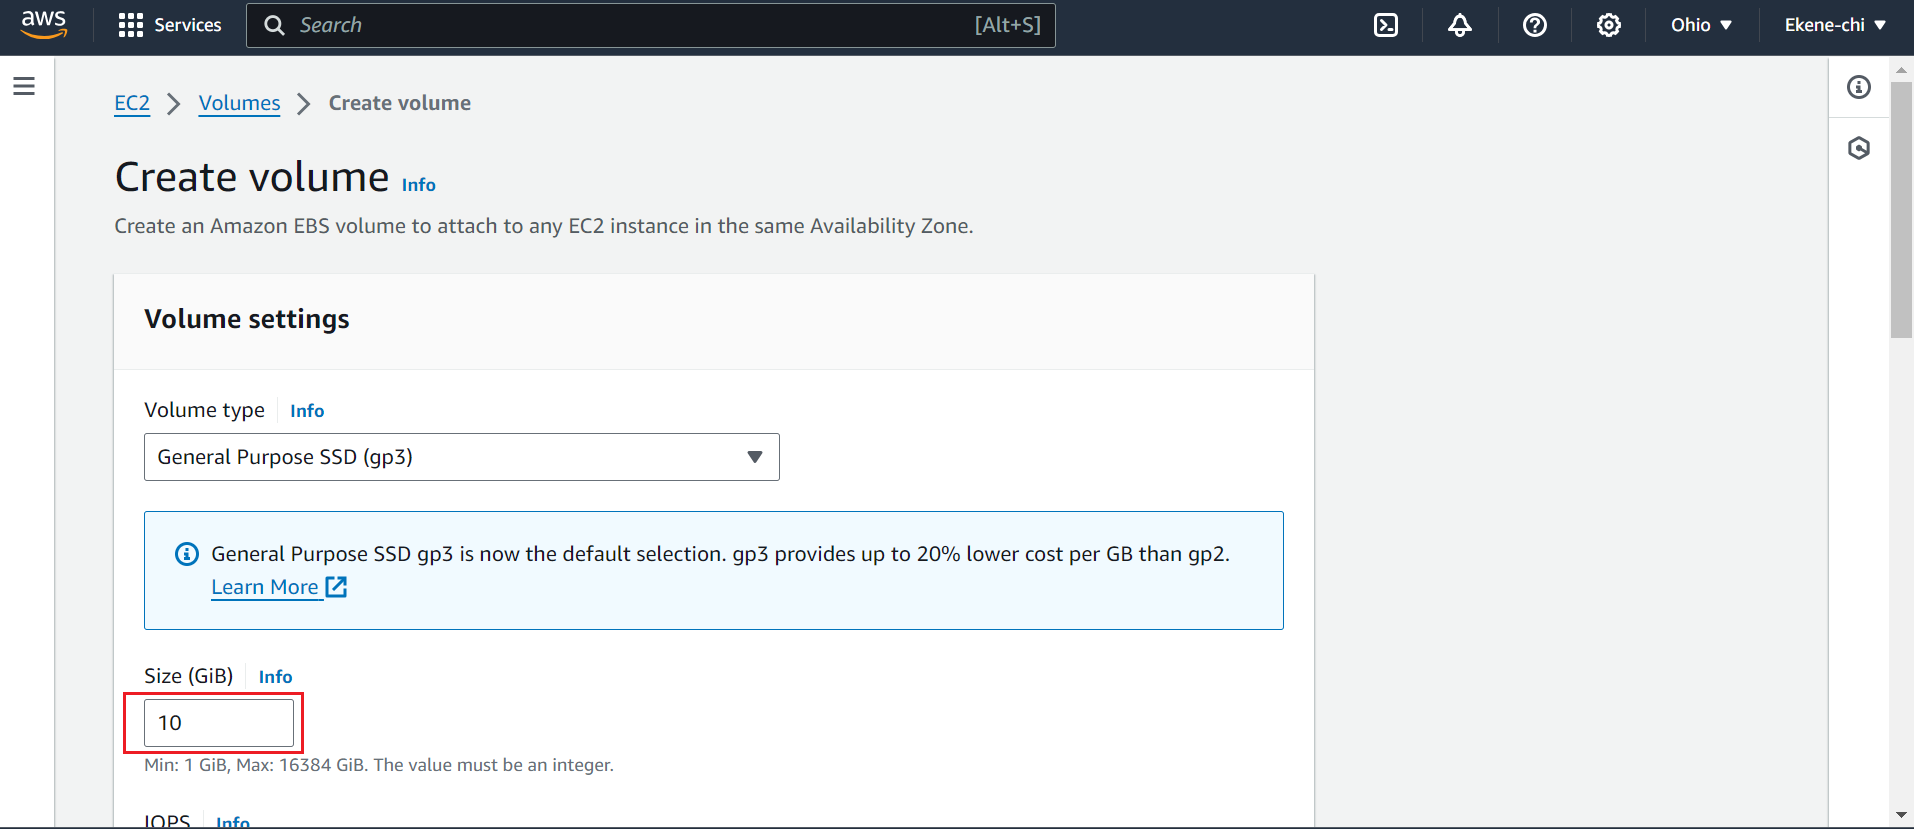 aws
Services
Search
[Alt+S]
Ohio
Ekene-chi
EC2
Volumes
Create volume
Create volume Info
Create an Amazon EBS volume to attach to any EC2 instance in the same Availability Zone.
Volume settings
Volume type Info
General Purpose SSD (gp3)
General Purpose SSD gp3 is now the default selection. gp3 provides up to 20% lower cost per GB than gp2.
Learn More
Size (GiB) Info
10
Min: 1 GiB, Max: 16384 GiB. The value must be an integer.
IOPS Info